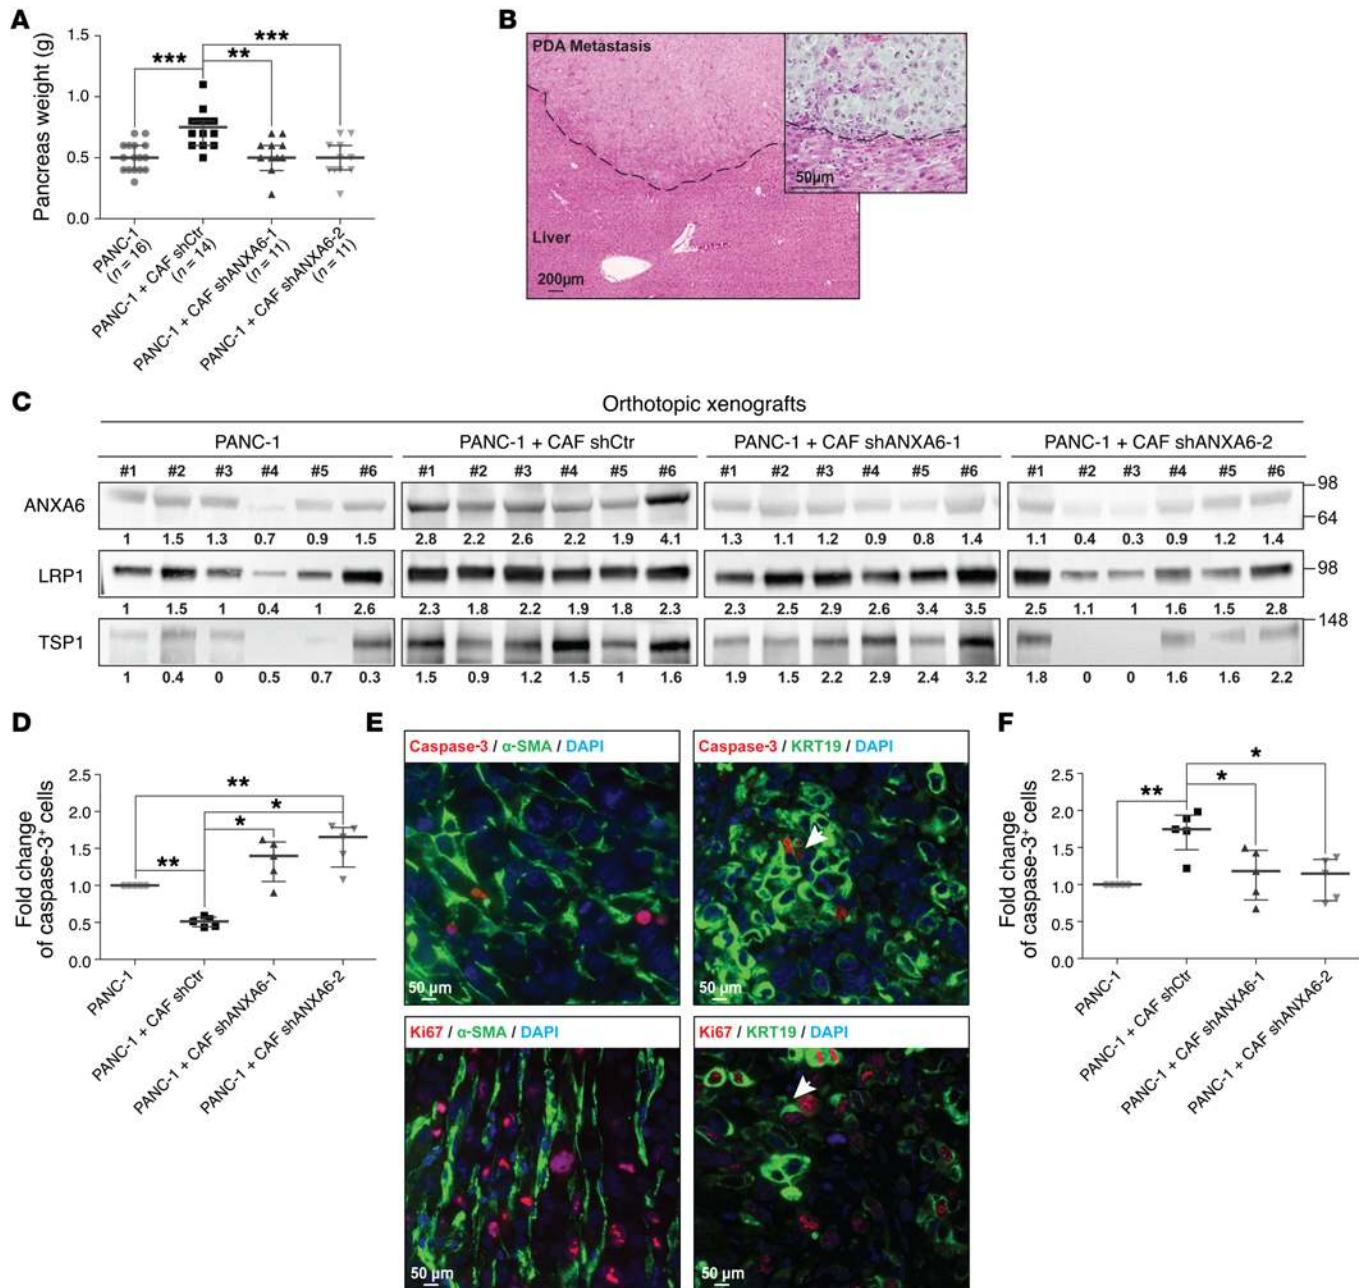 A
Pancreas weight (g)
1.5
1.0
0.5
0.0
***
**
***
PANC-1
(n = 16)
PANC-1 + CAF shCtr
(n = 14)
PANC-1 + CAF shANXA6-1
(n = 11)
PANC-1 + CAF shANXA6-2
(n = 11)
B
PDA Metastasis
Liver
200µm
50µm
C
Orthotopic xenografts
PANC-1 PANC-1 + CAF shCtr PANC-1 + CAF shANXA6-1 PANC-1 + CAF shANXA6-2
#1 #2 #3 #4 #5 #6 #1 #2 #3 #4 #5 #6 #1 #2 #3 #4 #5 #6 #1 #2 #3 #4 #5 #6
ANXA6 98
64
1 1.5 1.3 0.7 0.9 1.5 2.8 2.2 2.6 2.2 1.9 4.1 1.3 1.1 1.2 0.9 0.8 1.4 1.1 0.4 0.3 0.9 1.2 1.4
LRP1 98
1 1.5 1 0.4 1 2.6 2.3 1.8 2.2 1.9 1.8 2.3 2.3 2.5 2.9 2.6 3.4 3.5 2.5 1.1 1 1.6 1.5 2.8
148
TSP1
1 0.4 0 0.5 0.7 0.3 1.5 0.9 1.2 1.5 1 1.6 1.9 1.5 2.2 2.9 2.4 3.2 1.8 0 0 1.6 1.6 2.2
D
Fold change
of caspase-3+ cells
2.5
2.0
1.5
1.0
0.5
0.0
**
*
*
**
PANC-1
PANC-1 + CAF shCtr
PANC-1 + CAF shANXA6-1
PANC-1 + CAF shANXA6-2
E
Caspase-3 / α-SMA / DAPI
50 µm
Caspase-3 / KRT19 / DAPI
50 µm
Ki67 / α-SMA / DAPI
50 µm
Ki67 / KRT19 / DAPI
50 µm
F
Fold change
of caspase-3+ cells
2.5
2.0
1.5
1.0
0.5
0.0
*
*
**
PANC-1
PANC-1 + CAF shCtr
PANC-1 + CAF shANXA6-1
PANC-1 + CAF shANXA6-2